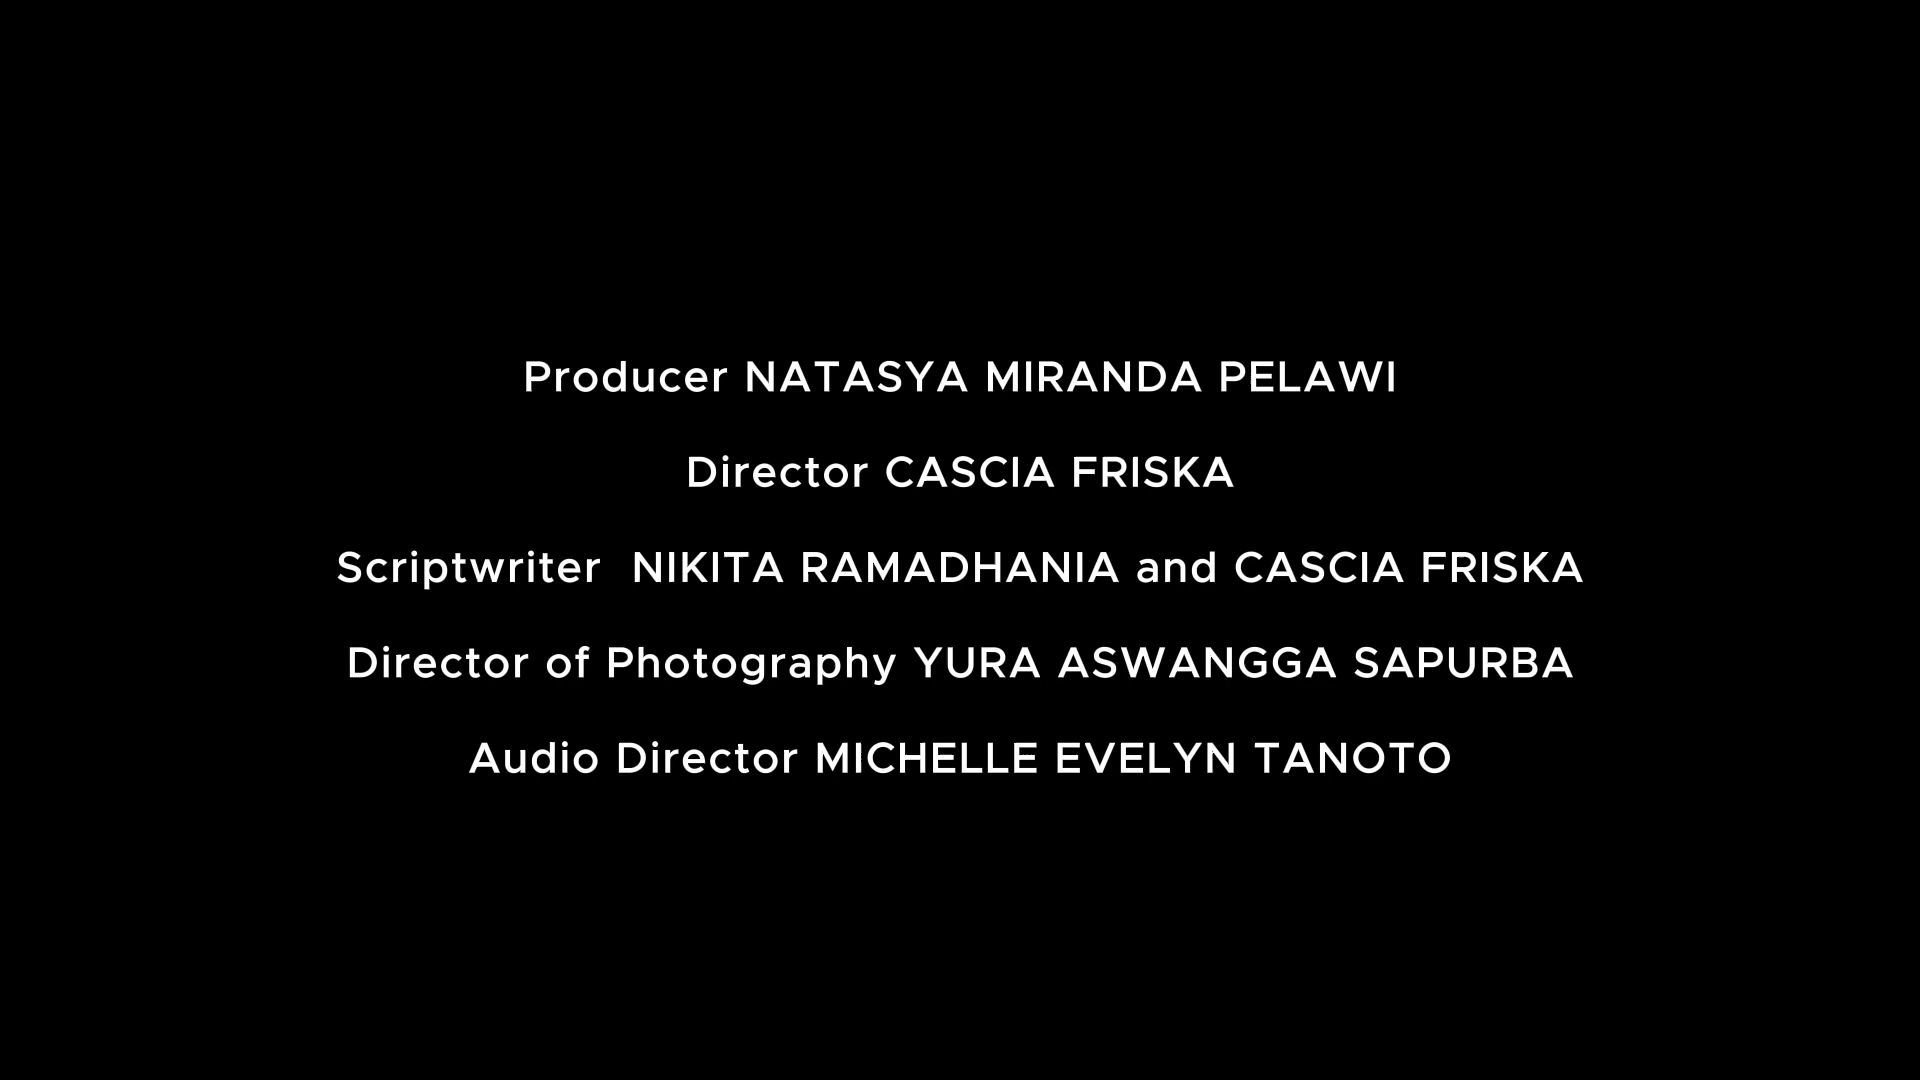 Producer NATASYA MIRANDA PELAWI
Director CASCIA FRISKA
Scriptwriter  NIKITA RAMADHANIA and CASCIA FRISKA
Director of Photography YURA ASWANGGA SAPURBA
Audio Director MICHELLE EVELYN TANOTO